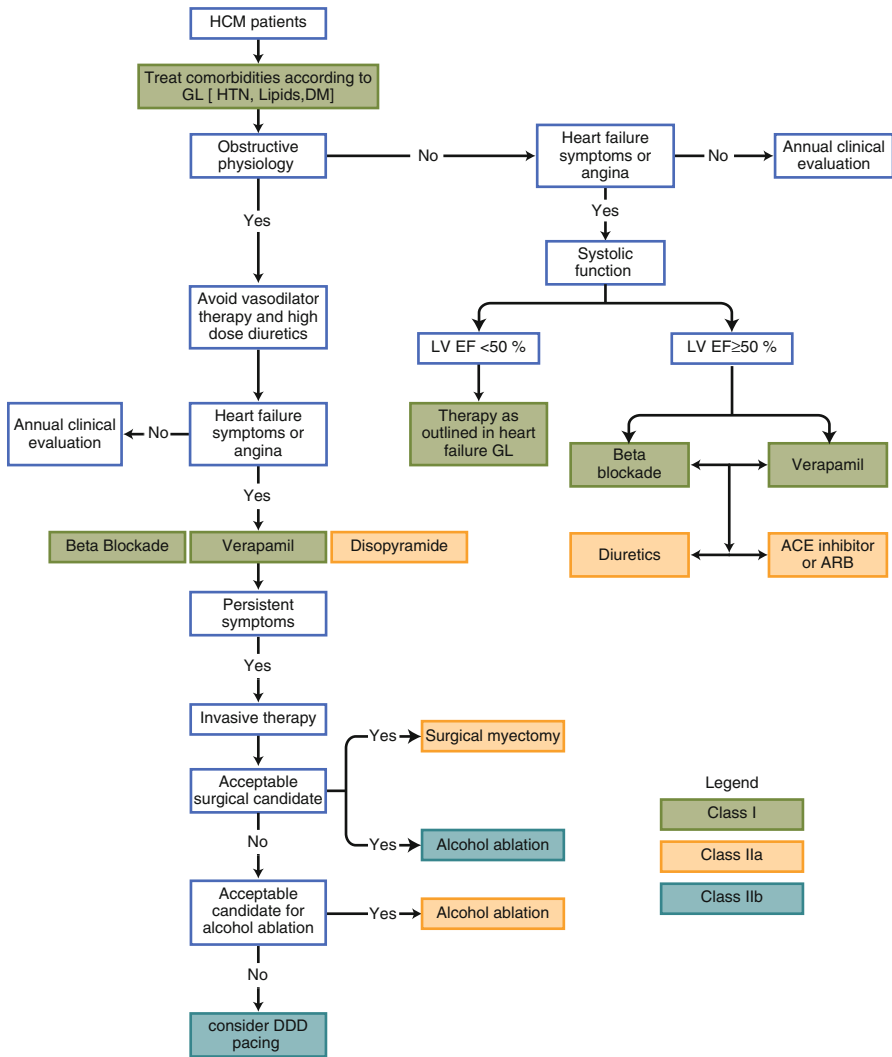 HCM patients
Treat comorbidities according to
GL [ HTN, Lipids,DM]
Obstructive
physiology
No
Heart failure
symptoms or
angina
No
Annual clinical
evaluation
Yes
Yes
Systolic
function
Avoid vasodilator
therapy and high
dose diuretics
LV EF <50 %
LV EF≥50 %
Annual clinical
evaluation
No
Heart failure
symptoms or
angina
Therapy as
outlined in heart
failure GL
Beta
blockade
Verapamil
Yes
Beta Blockade
Verapamil
Disopyramide
Diuretics
ACE inhibitor
or ARB
Persistent
symptoms
Yes
Invasive therapy
Yes
Surgical myectomy
Acceptable
surgical candidate
Yes
Alcohol ablation
No
Acceptable
candidate for
alcohol ablation
Yes
Alcohol ablation
No
consider DDD
pacing
Legend
Class I
Class IIa
Class IIb